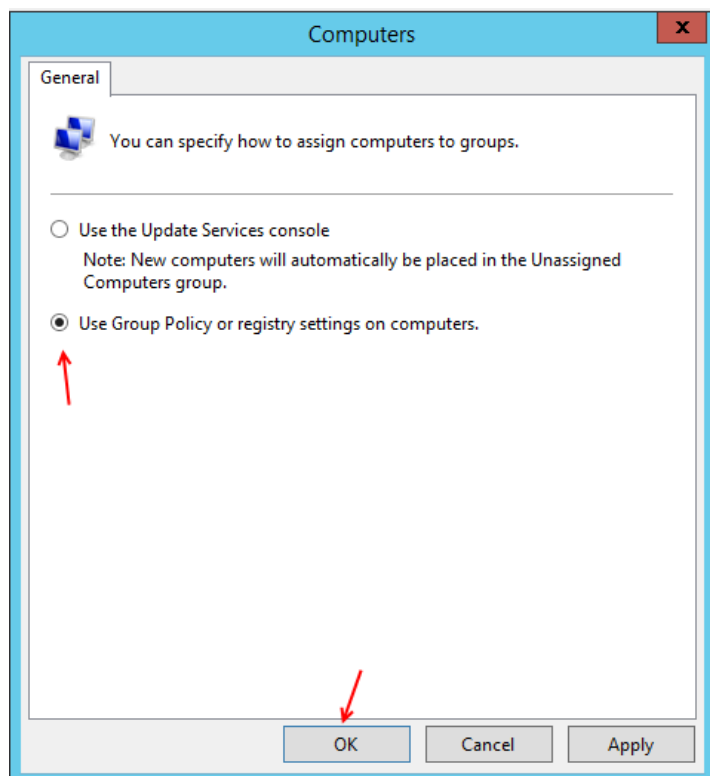 Computers
x
General
You can specify how to assign computers to groups.
Use the Update Services console
Note: New computers will automatically be placed in the Unassigned
Computers group.
Use Group Policy or registry settings on computers.
OK Cancel Apply